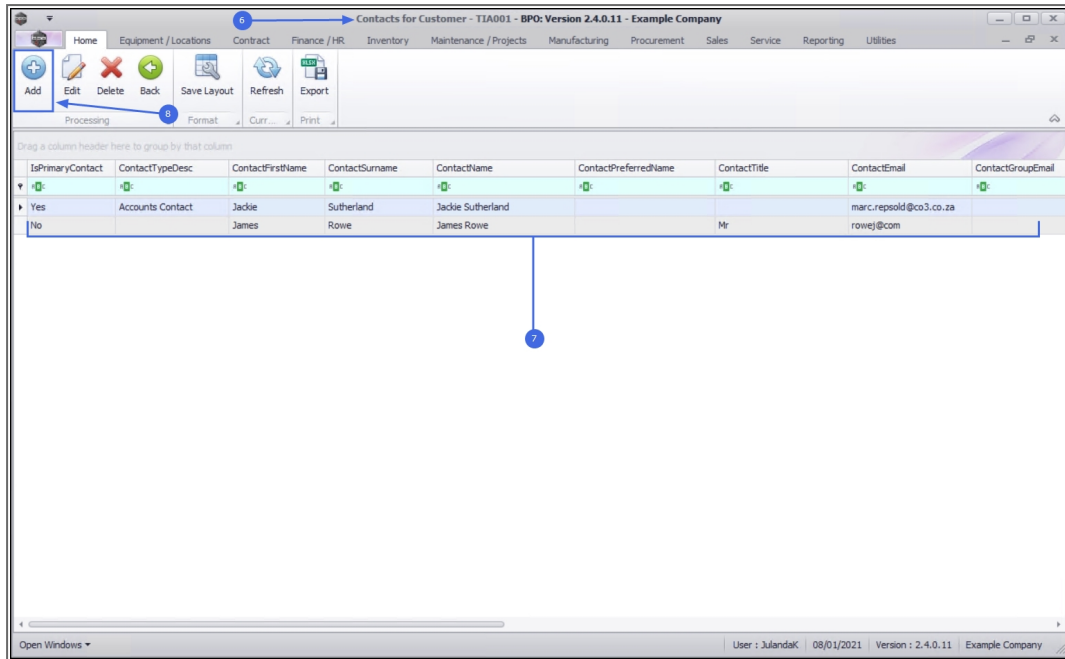 6
Contacts for Customer - TIA001 - BPO: Version 2.4.0.11 - Example Company
Home Equipment / Locations Contract Finance / HR Inventory Maintenance / Projects Manufacturing Procurement Sales Service Reporting Utilities
Add Edit Delete Back Save Layout Refresh Export
8
Processing Format Curr... Print
Drag a column header here to group by that column
IsPrimaryContact ContactTypeDesc ContactFirstName ContactSurname ContactName ContactPreferredName ContactTitle ContactEmail ContactGroupEmail
Yes Accounts Contact Jackie Sutherland Jackie Sutherland marc.repsold@co3.co.za
No James Rowe James Rowe Mr rowej@com
7
Open Windows User : JulandaK 08/01/2021 Version : 2.4.0.11 Example Company